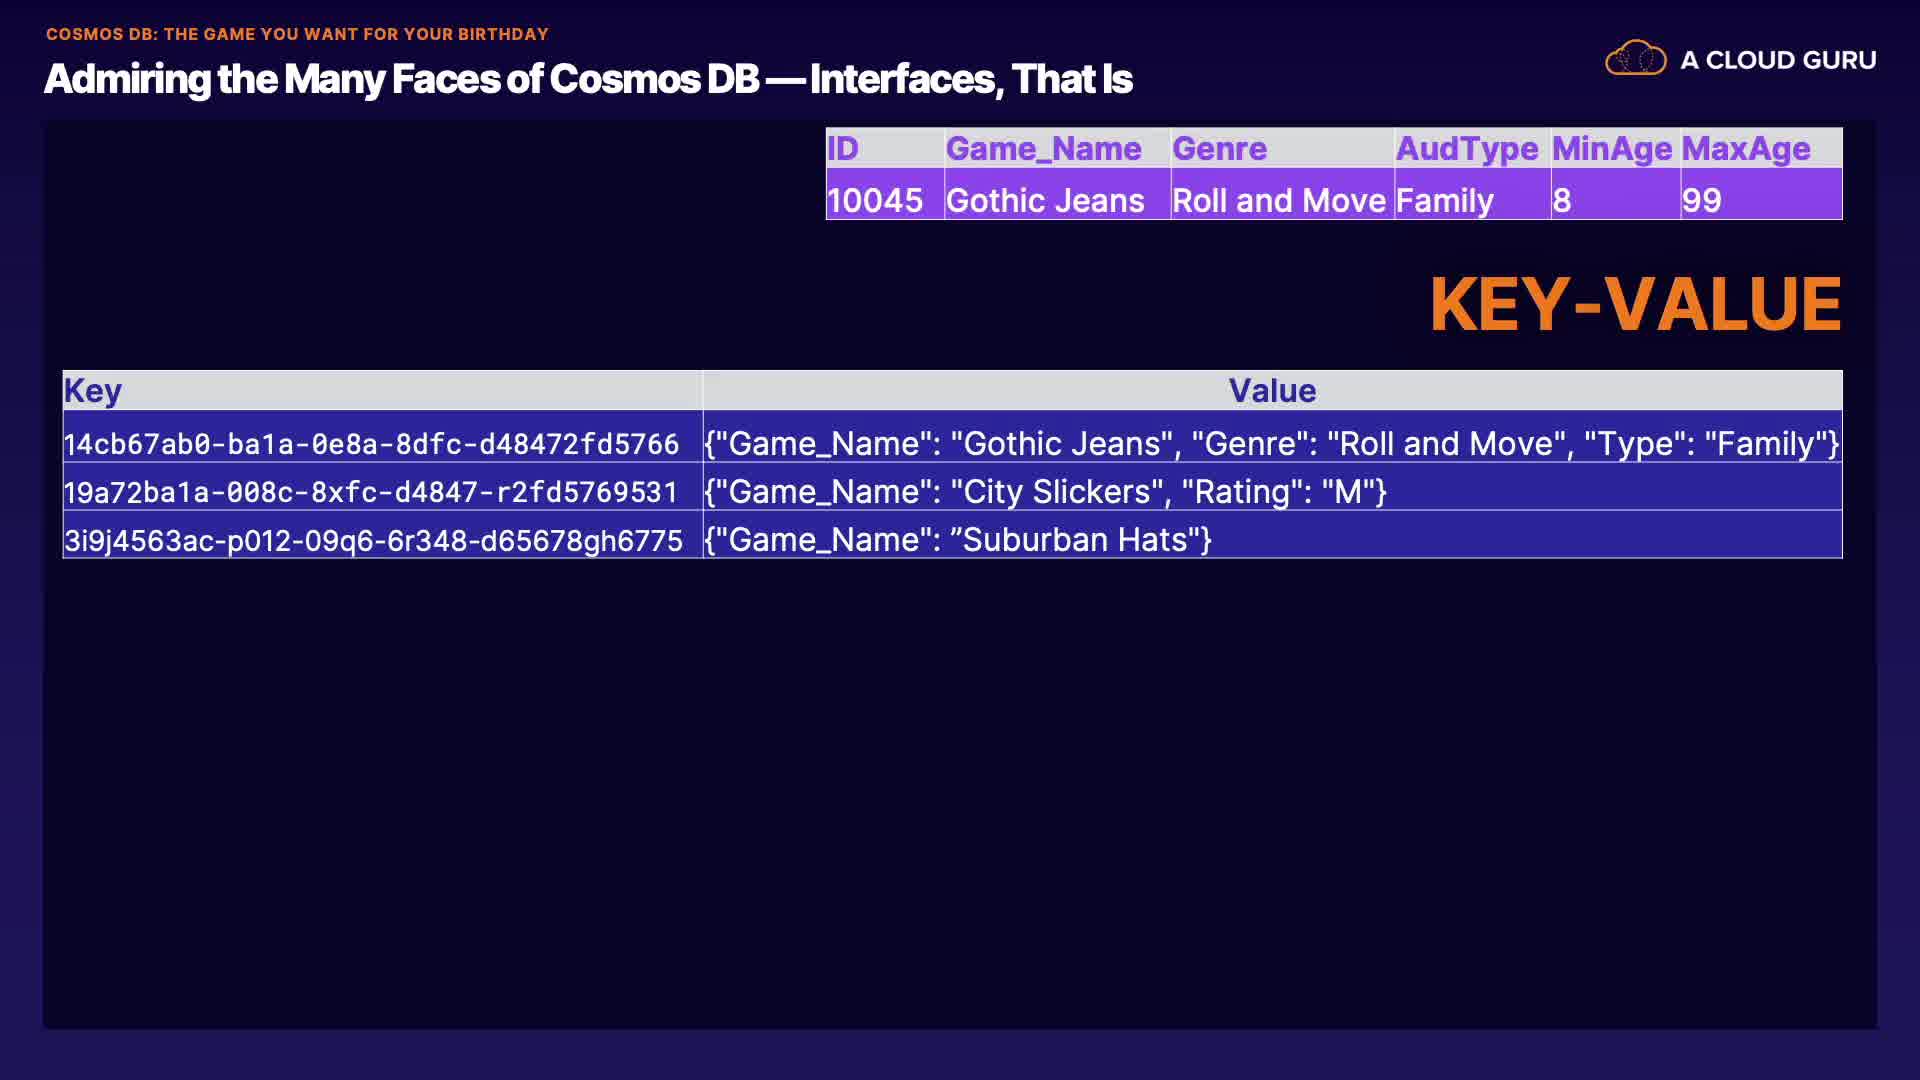 COSMOS DB: THE GAME YOU WANT FOR YOUR BIRTHDAY
Admiring the Many Faces of Cosmos DB — Interfaces, That Is
A CLOUD GURU
ID Game_Name Genre AudType MinAge MaxAge
10045 Gothic Jeans Roll and Move Family 8 99
KEY-VALUE
Key Value
14cb67ab0-ba1a-0e8a-8dfc-d48472fd5766 {"Game_Name": "Gothic Jeans", "Genre": "Roll and Move", "Type": "Family"}
19a72ba1a-008c-8xfc-d4847-r2fd5769531 {"Game_Name": "City Slickers", "Rating": "M"}
3i9j4563ac-p012-09q6-6r348-d65678gh6775 {"Game_Name": ”Suburban Hats"}